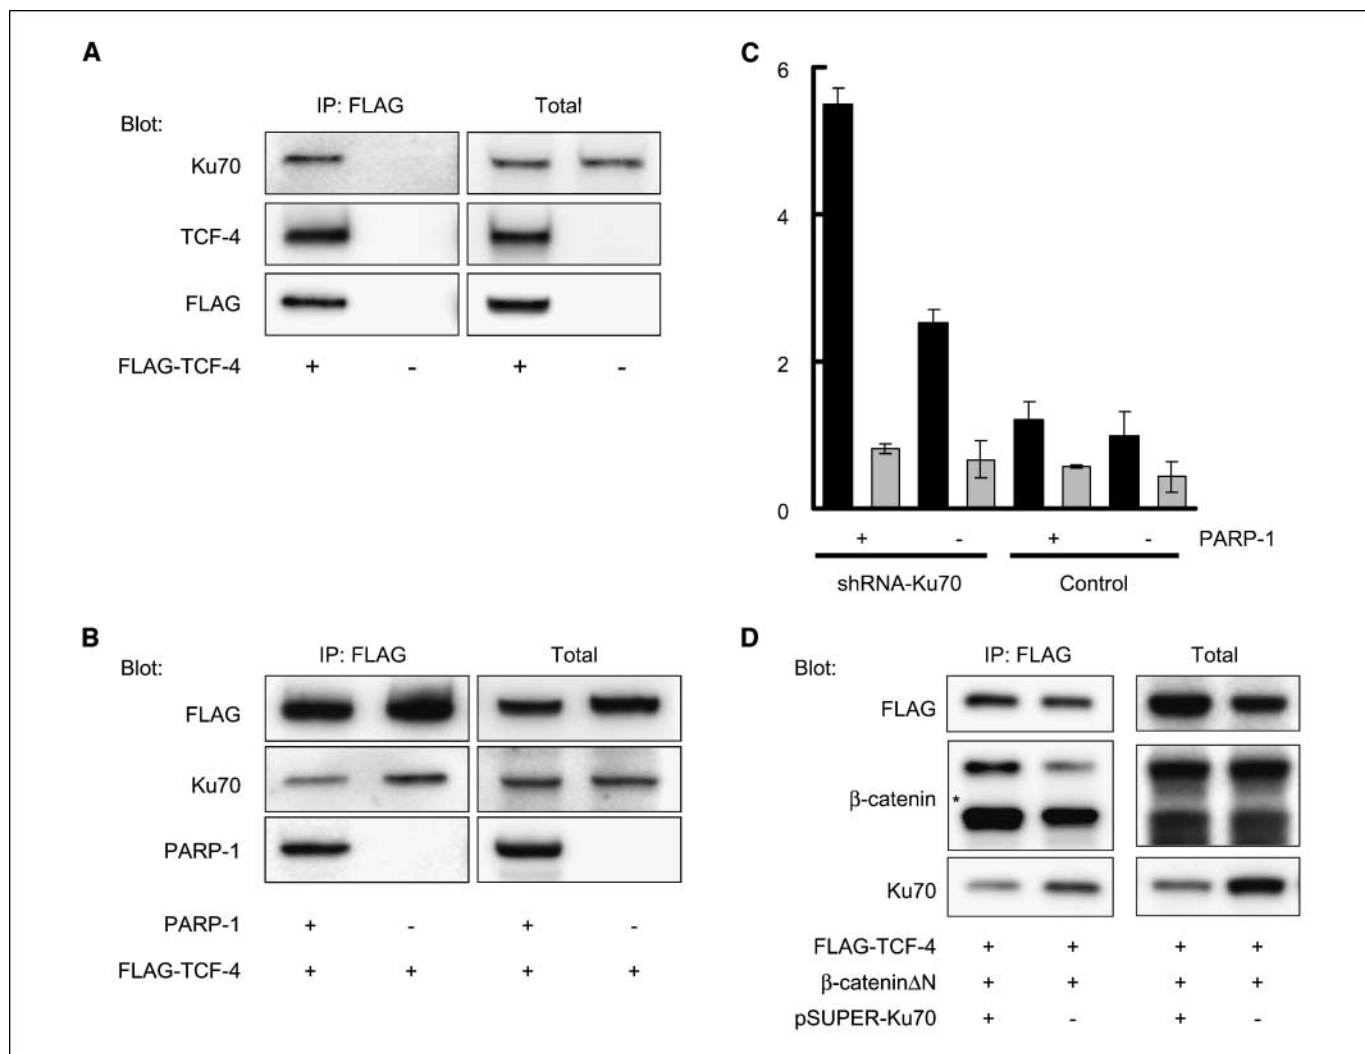 A
IP: FLAG Total
Blot:
Ku70
TCF-4
FLAG
FLAG-TCF-4 + - + -
B
IP: FLAG Total
Blot:
FLAG
Ku70
PARP-1
PARP-1 + - + -
FLAG-TCF-4 + + + +
C
6
4
2
0
+ - + - PARP-1
shRNA-Ku70 Control
D
IP: FLAG Total
Blot:
FLAG
β-catenin *
Ku70
FLAG-TCF-4 + + + +
β-cateninΔN + + + +
pSUPER-Ku70 + - + -